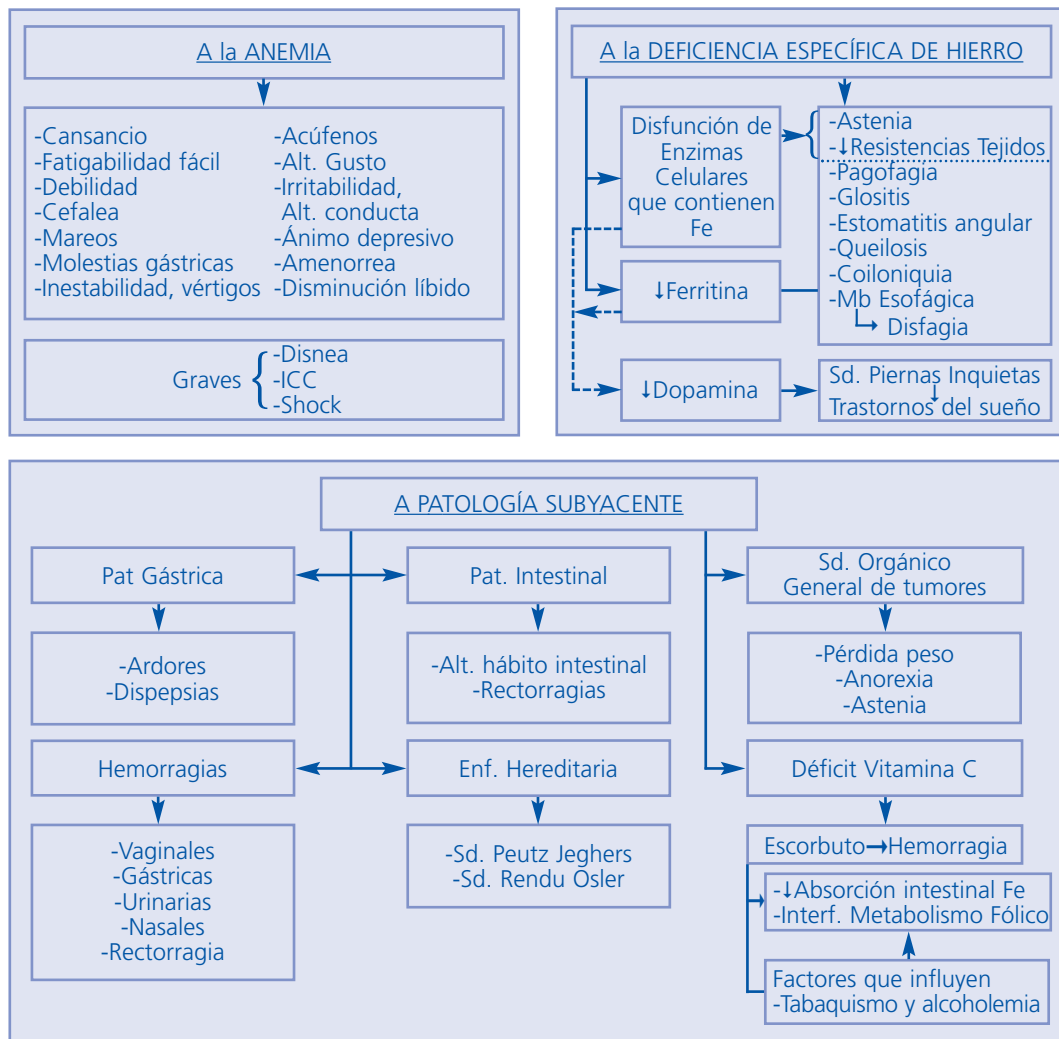 A la ANEMIA
-Cansancio
-Fatigabilidad fácil
-Debilidad
-Cefalea
-Mareos
-Molestias gástricas
-Inestabilidad, vértigos
-Acúfenos
-Alt. Gusto
-Irritabilidad,
Alt. conducta
-Ánimo depresivo
-Amenorrea
-Disminución líbido
Graves
-Disnea
-ICC
-Shock
A la DEFICIENCIA ESPECÍFICA DE HIERRO
Disfunción de
Enzimas
Celulares
que contienen
Fe
-Astenia
-↓Resistencias Tejidos
-Pagofagia
-Glositis
-Estomatitis angular
-Queilosis
-Coiloniquia
-Mb Esofágica
Disfagia
↓Ferritina
↓Dopamina
Sd. Piernas Inquietas
↓
Trastornos del sueño
A PATOLOGÍA SUBYACENTE
Pat Gástrica
-Ardores
-Dispepsias
Pat. Intestinal
-Alt. hábito intestinal
-Rectorragias
Sd. Orgánico
General de tumores
-Pérdida peso
-Anorexia
-Astenia
Hemorragias
-Vaginales
-Gástricas
-Urinarias
-Nasales
-Rectorragia
Enf. Hereditaria
-Sd. Peutz Jeghers
-Sd. Rendu Osler
Déficit Vitamina C
Escorbuto→Hemorragia
-↓Absorción intestinal Fe
-Interf. Metabolismo Fólico
Factores que influyen
-Tabaquismo y alcoholemia